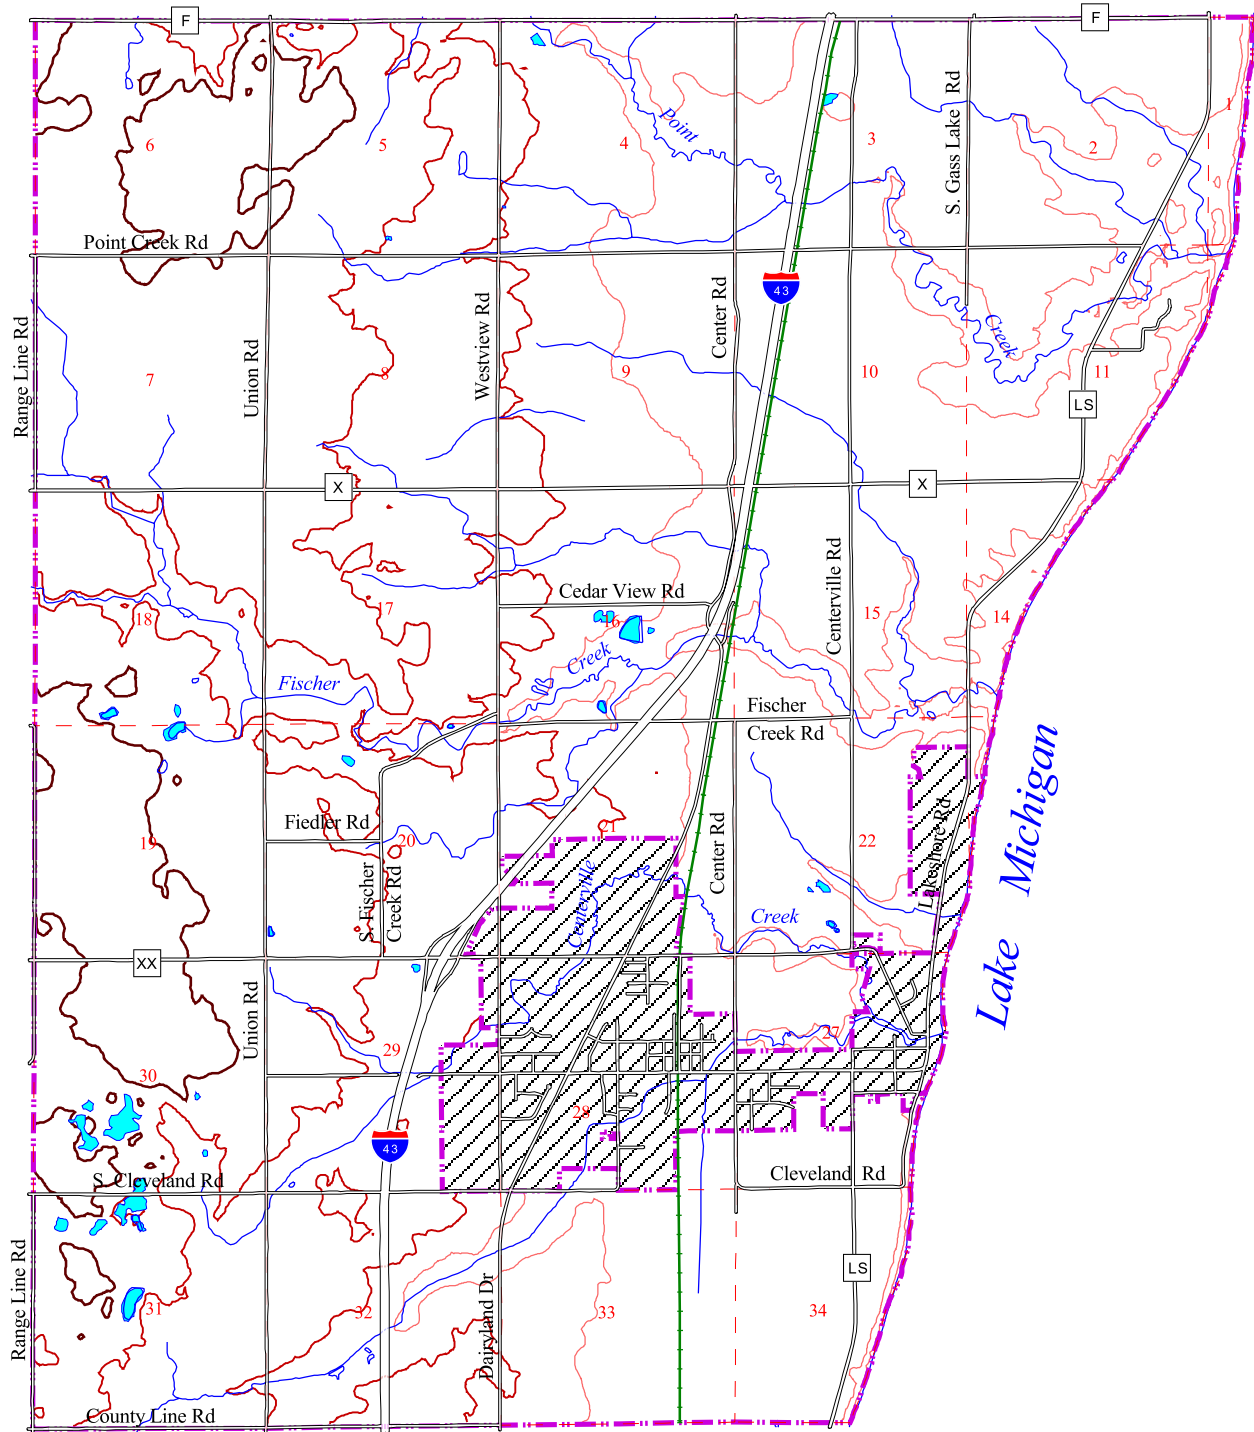 F
F
1
2
3
4
5
6
Point
S. Gass Lake Rd
Point Creek Rd
43
Creek
Range Line Rd
Union Rd
Westview Rd
Center Rd
7
8
9
10
11
LS
X
X
Cedar View Rd
Centerville Rd
18
17
16
15
14
Creek
Fischer
Fischer
Creek Rd
Lake Michigan
Fiedler Rd
19
20
21
22
S. Fischer
Creek Rd
Centerville
Center Rd
Creek
Lakeshore Rd
XX
Union Rd
30
29
28
27
43
S. Cleveland Rd
Cleveland Rd
Range Line Rd
Dairyland Dr
LS
31
32
33
34
County Line Rd